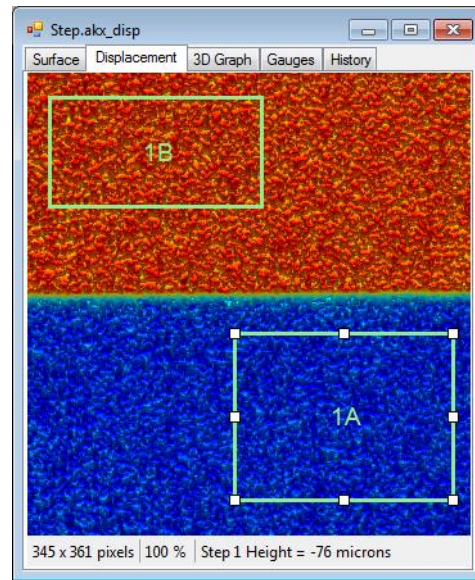 Step.akx_disp
Surface Displacement 3D Graph Gauges History
1B
1A
345 x 361 pixels 100 % Step 1 Height = -76 microns